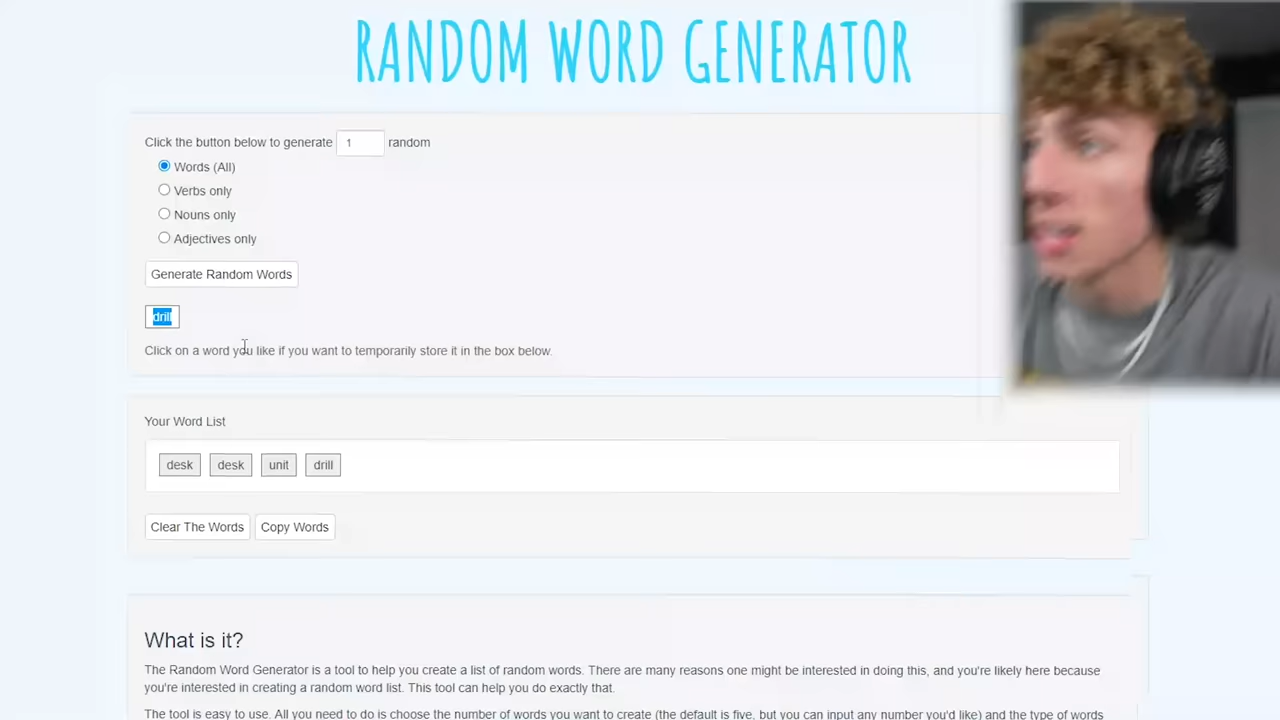 RANDOM WORD GENERATOR
Click the button below to generate 1 random
Words (All)
Verbs only
Nouns only
Adjectives only
Generate Random Words
drill
Click on a word you like if you want to temporarily store it in the box below.
Your Word List
desk desk unit drill
Clear The Words Copy Words
What is it?
The Random Word Generator is a tool to help you create a list of random words. There are many reasons one might be interested in doing this, and you're likely here because
you're interested in creating a random word list. This tool can help you do exactly that.
The tool is easy to use. All you need to do is choose the number of words you want to create (the default is five, but you can input any number you'd like) and the type of words